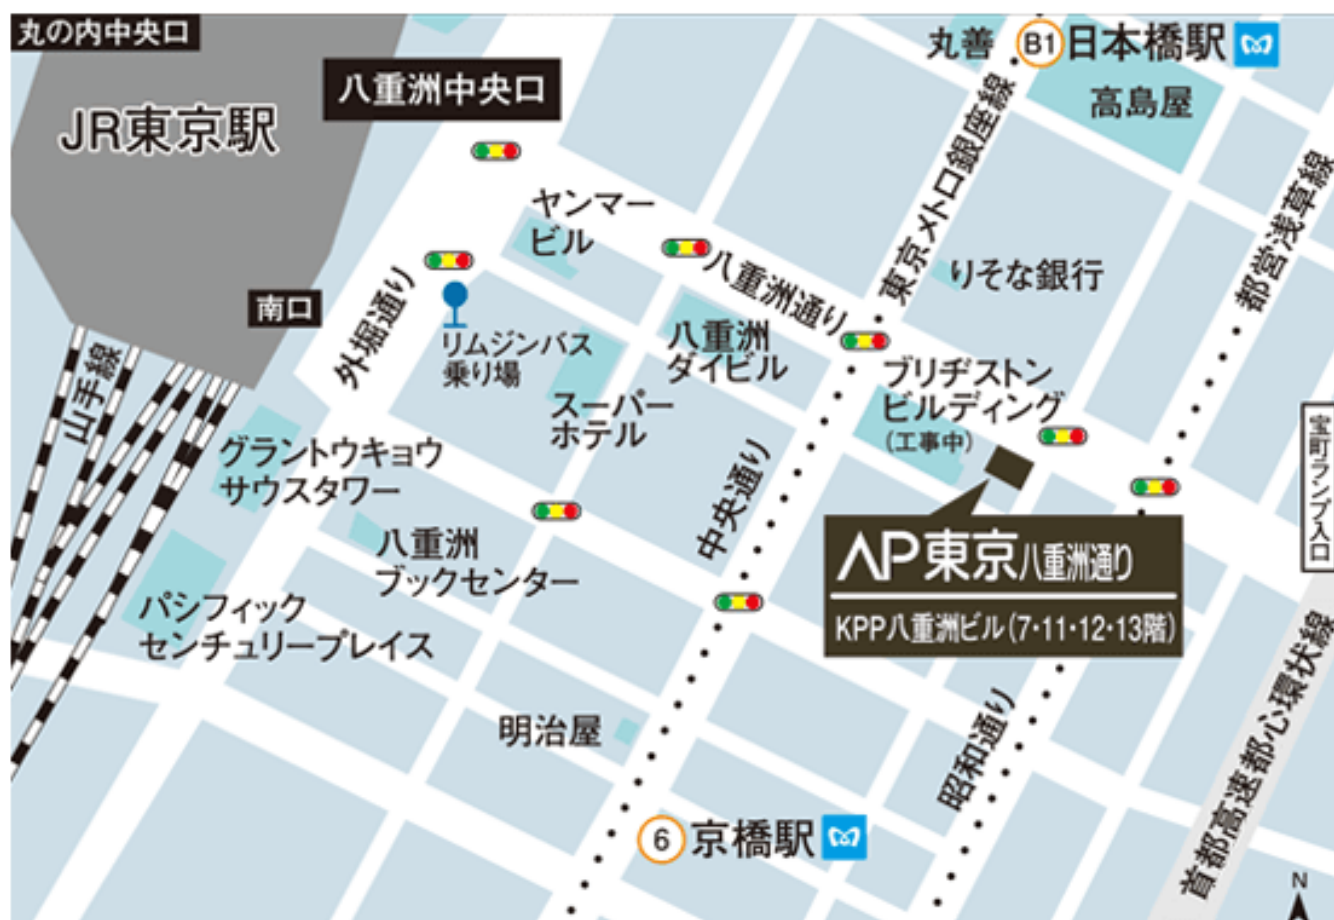 丸の内中央口
八重洲中央口
JR東京駅
丸善
B1
日本橋駅
高島屋
ヤンマー
ビル
八重洲通り
東京メトロ銀座線
りそな銀行
都営浅草線
南口
外堀通り
リムジンバス
乗り場
山手線
八重洲
ダイビル
スーパー
ホテル
ブリヂストン
ビルディング
(工事中)
グラントウキョウ
サウスタワー
中央通り
宝町ランプ入口
八重洲
ブックセンター
AP東京八重洲通り
KPP八重洲ビル(7・11・12・13階)
パシフィック
センチュリープレイス
明治屋
昭和通り
首都高速都心環状線
6
京橋駅
N